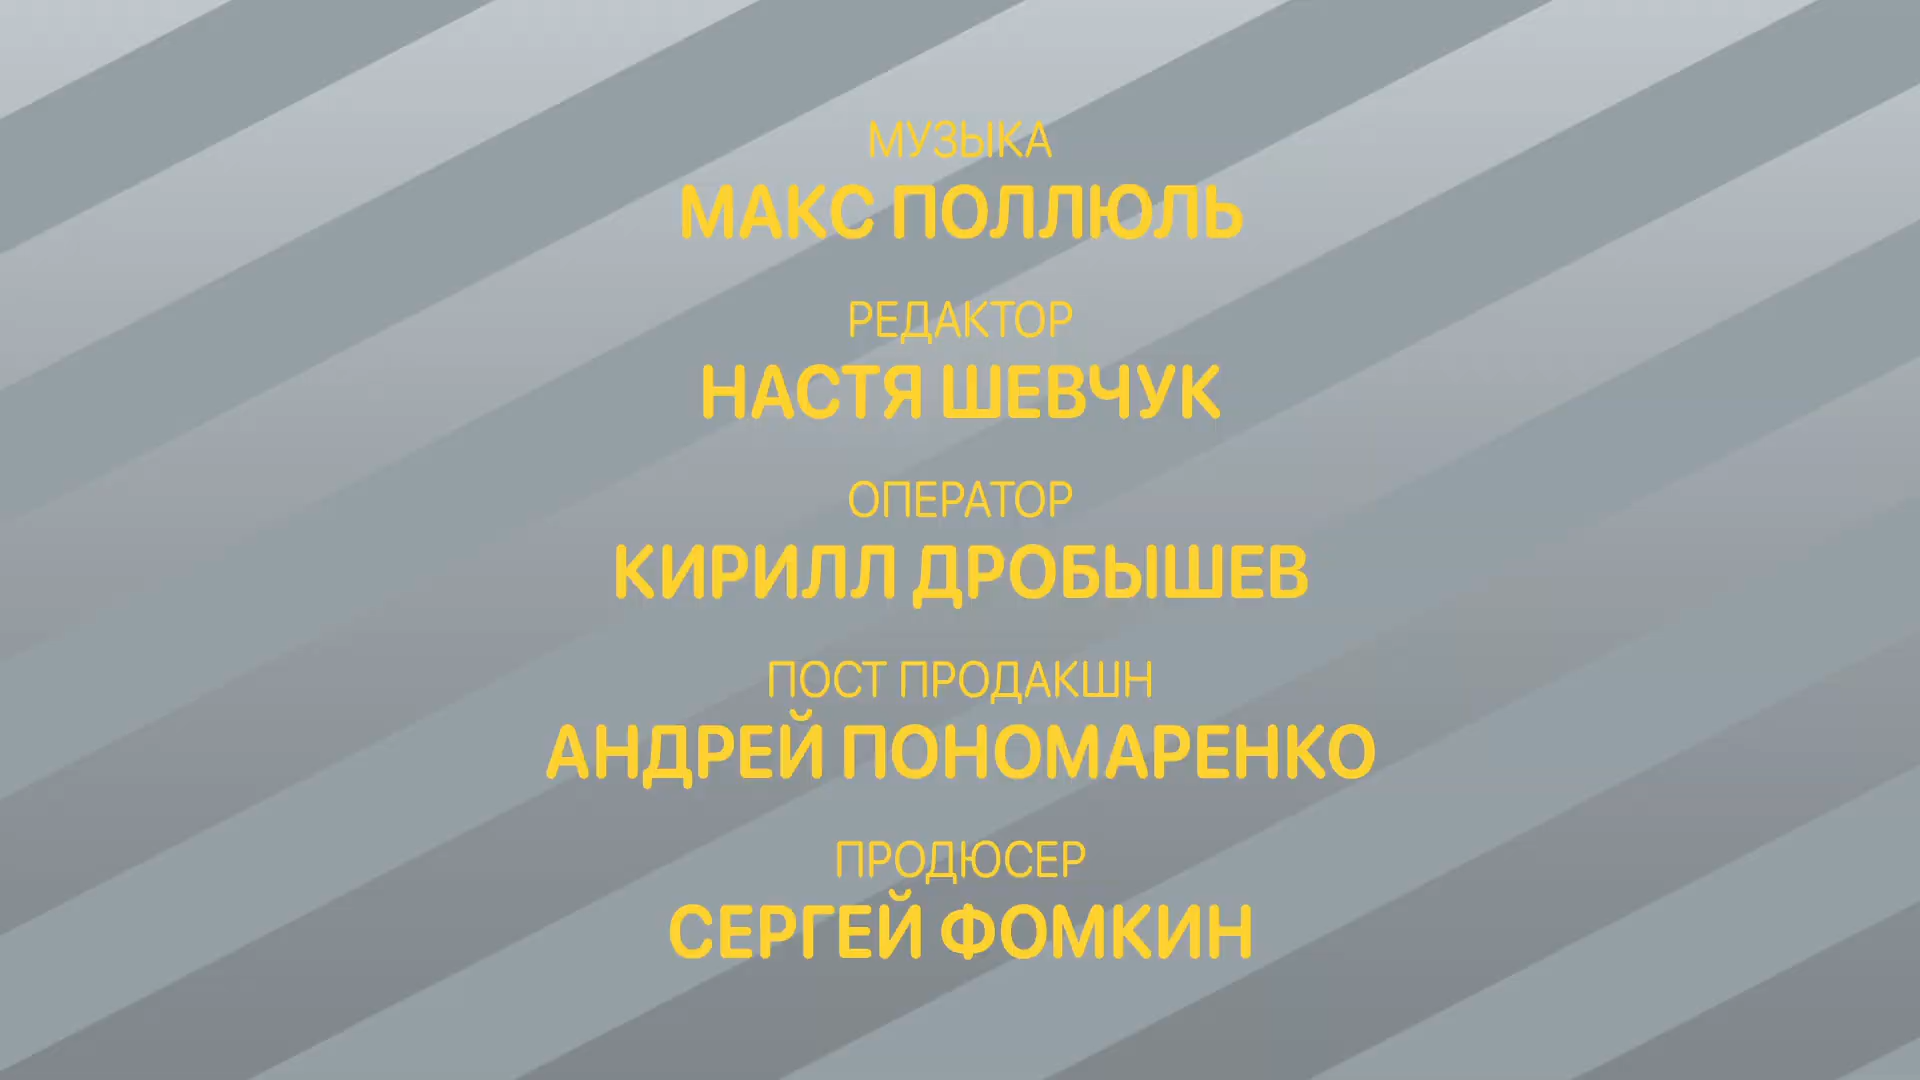 МУЗЫКА
МАКС ПОЛЛЮЛЬ
РЕДАКТОР
НАСТЯ ШЕВЧУК
ОПЕРАТОР
КИРИЛЛ ДРОБЫШЕВ
ПОСТ ПРОДАКШН
АНДРЕЙ ПОНОМАРЕНКО
ПРОДЮСЕР
СЕРГЕЙ ФОМКИН